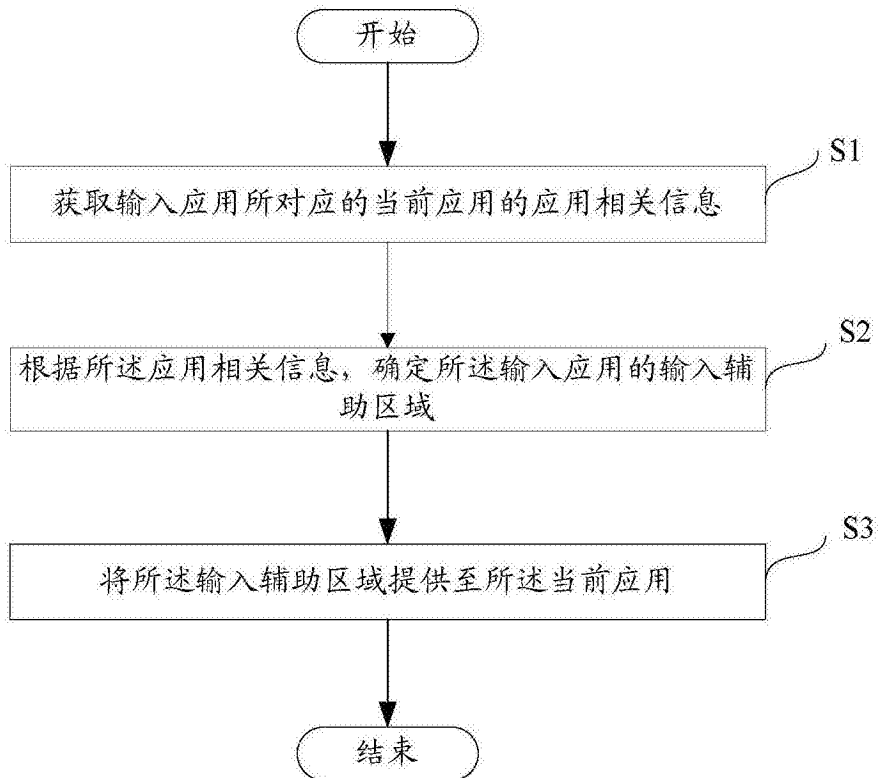 开始
S1
获取输入应用所对应的当前应用的应用相关信息
S2
根据所述应用相关信息，确定所述输入应用的输入辅
助区域
S3
将所述输入辅助区域提供至所述当前应用
结束